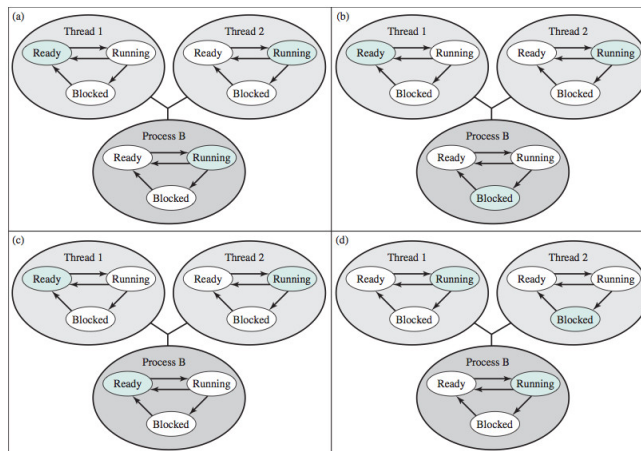 (a)
Thread 1
Ready
Running
Blocked
Thread 2
Ready
Running
Blocked
Process B
Ready
Running
Blocked
(b)
Thread 1
Ready
Running
Blocked
Thread 2
Ready
Running
Blocked
Process B
Ready
Running
Blocked
(c)
Thread 1
Ready
Running
Blocked
Thread 2
Ready
Running
Blocked
Process B
Ready
Running
Blocked
(d)
Thread 1
Ready
Running
Blocked
Thread 2
Ready
Running
Blocked
Process B
Ready
Running
Blocked